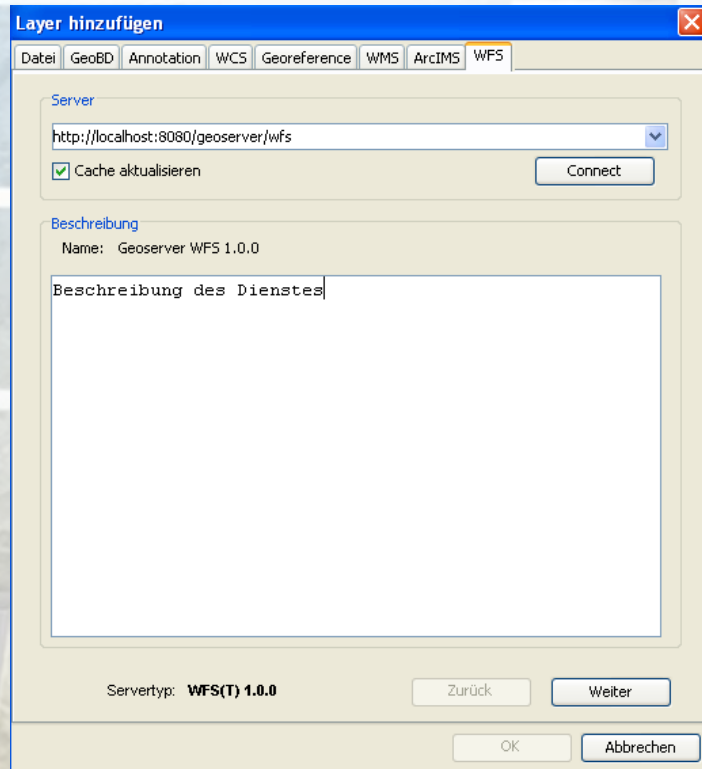 Layer hinzufügen
Datei GeoBD Annotation WCS Georeference WMS ArcIMS WFS
Server
http://localhost:8080/geoserver/wfs
Cache aktualisieren Connect
Beschreibung
Name: Geoserver WFS 1.0.0
Beschreibung des Dienstes
Servertyp: WFS(T) 1.0.0 Zurück Weiter
OK Abbrechen